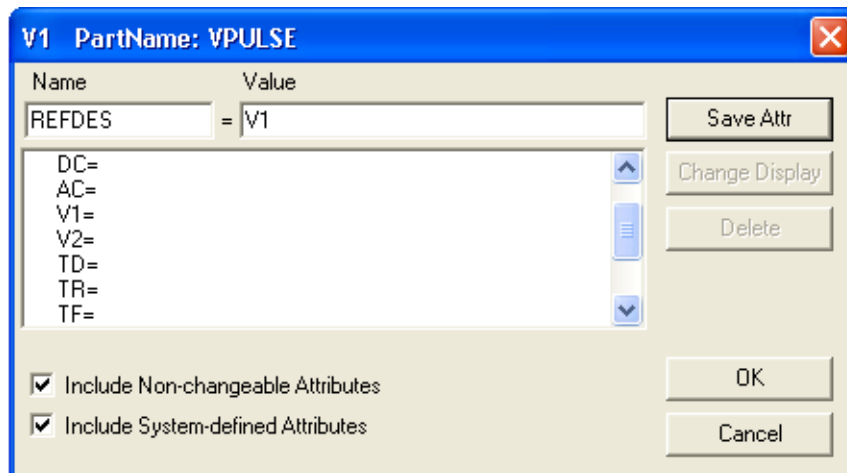 V1 PartName: VPULSE
Name Value
REFDES = V1
Save Attr
DC=
AC=
V1=
V2=
TD=
TR=
TF=
Change Display
Delete
Include Non-changeable Attributes
Include System-defined Attributes
OK
Cancel